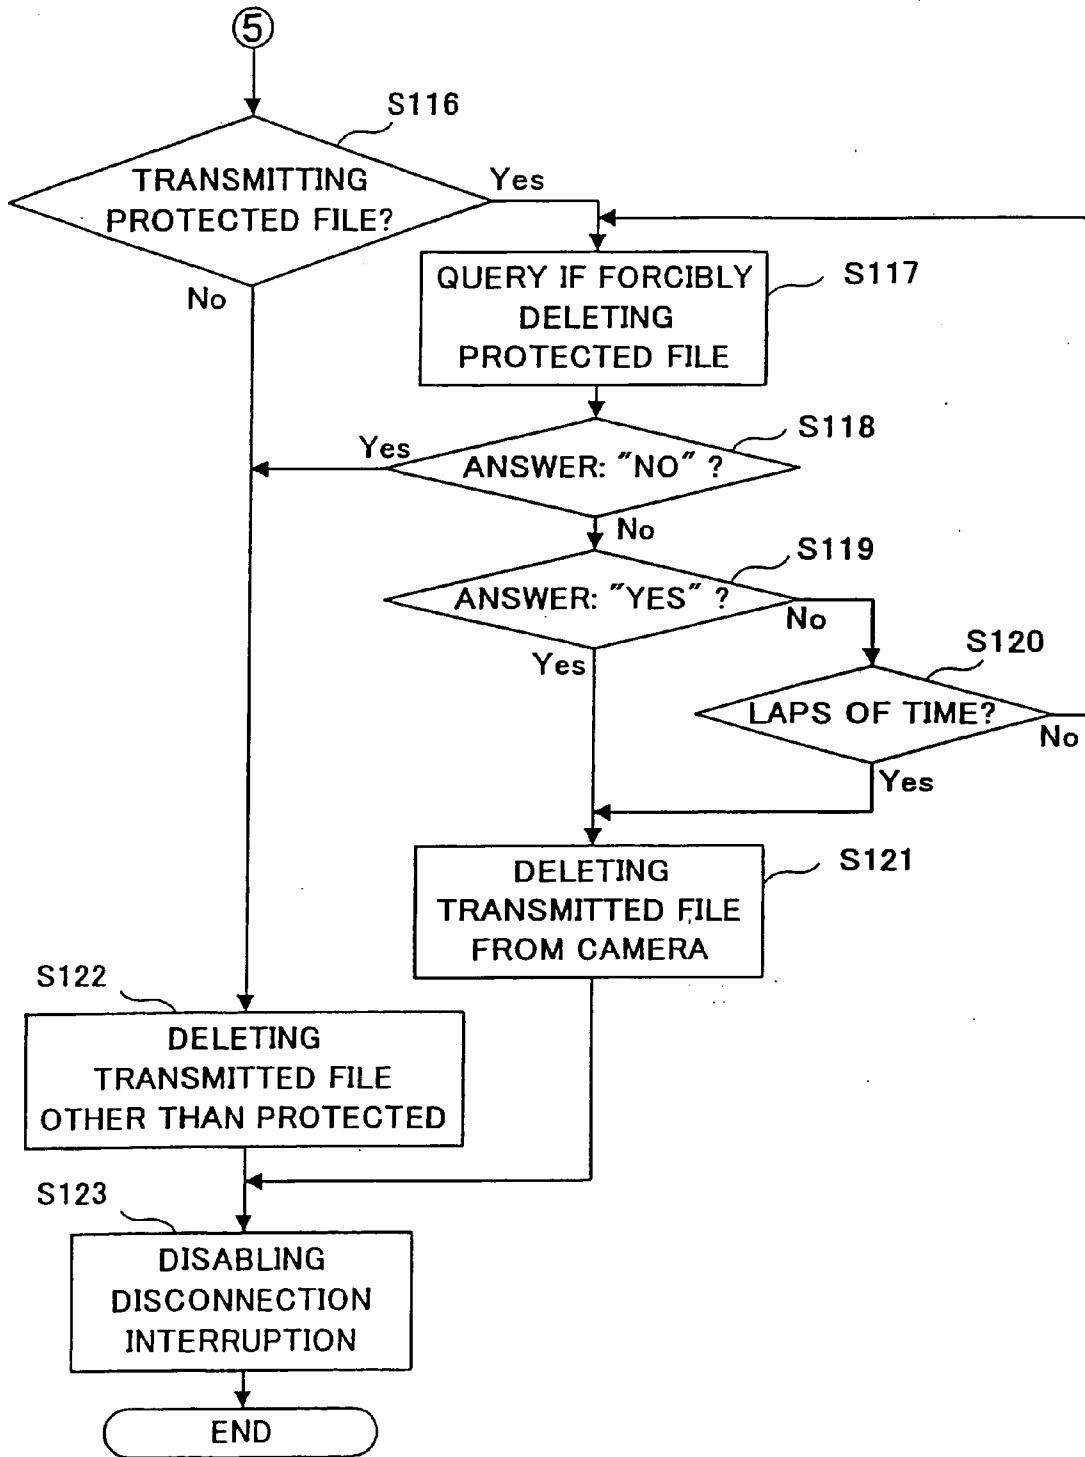 5
S116
TRANSMITTING
PROTECTED FILE?
Yes
No
QUERY IF FORCIBLY
DELETING
PROTECTED FILE
S117
S118
Yes
ANSWER: "NO" ?
No
S119
ANSWER: "YES" ?
No
Yes
S120
LAPS OF TIME?
No
Yes
S121
DELETING
TRANSMITTED FILE
FROM CAMERA
S122
DELETING
TRANSMITTED FILE
OTHER THAN PROTECTED
S123
DISABLING
DISCONNECTION
INTERRUPTION
END